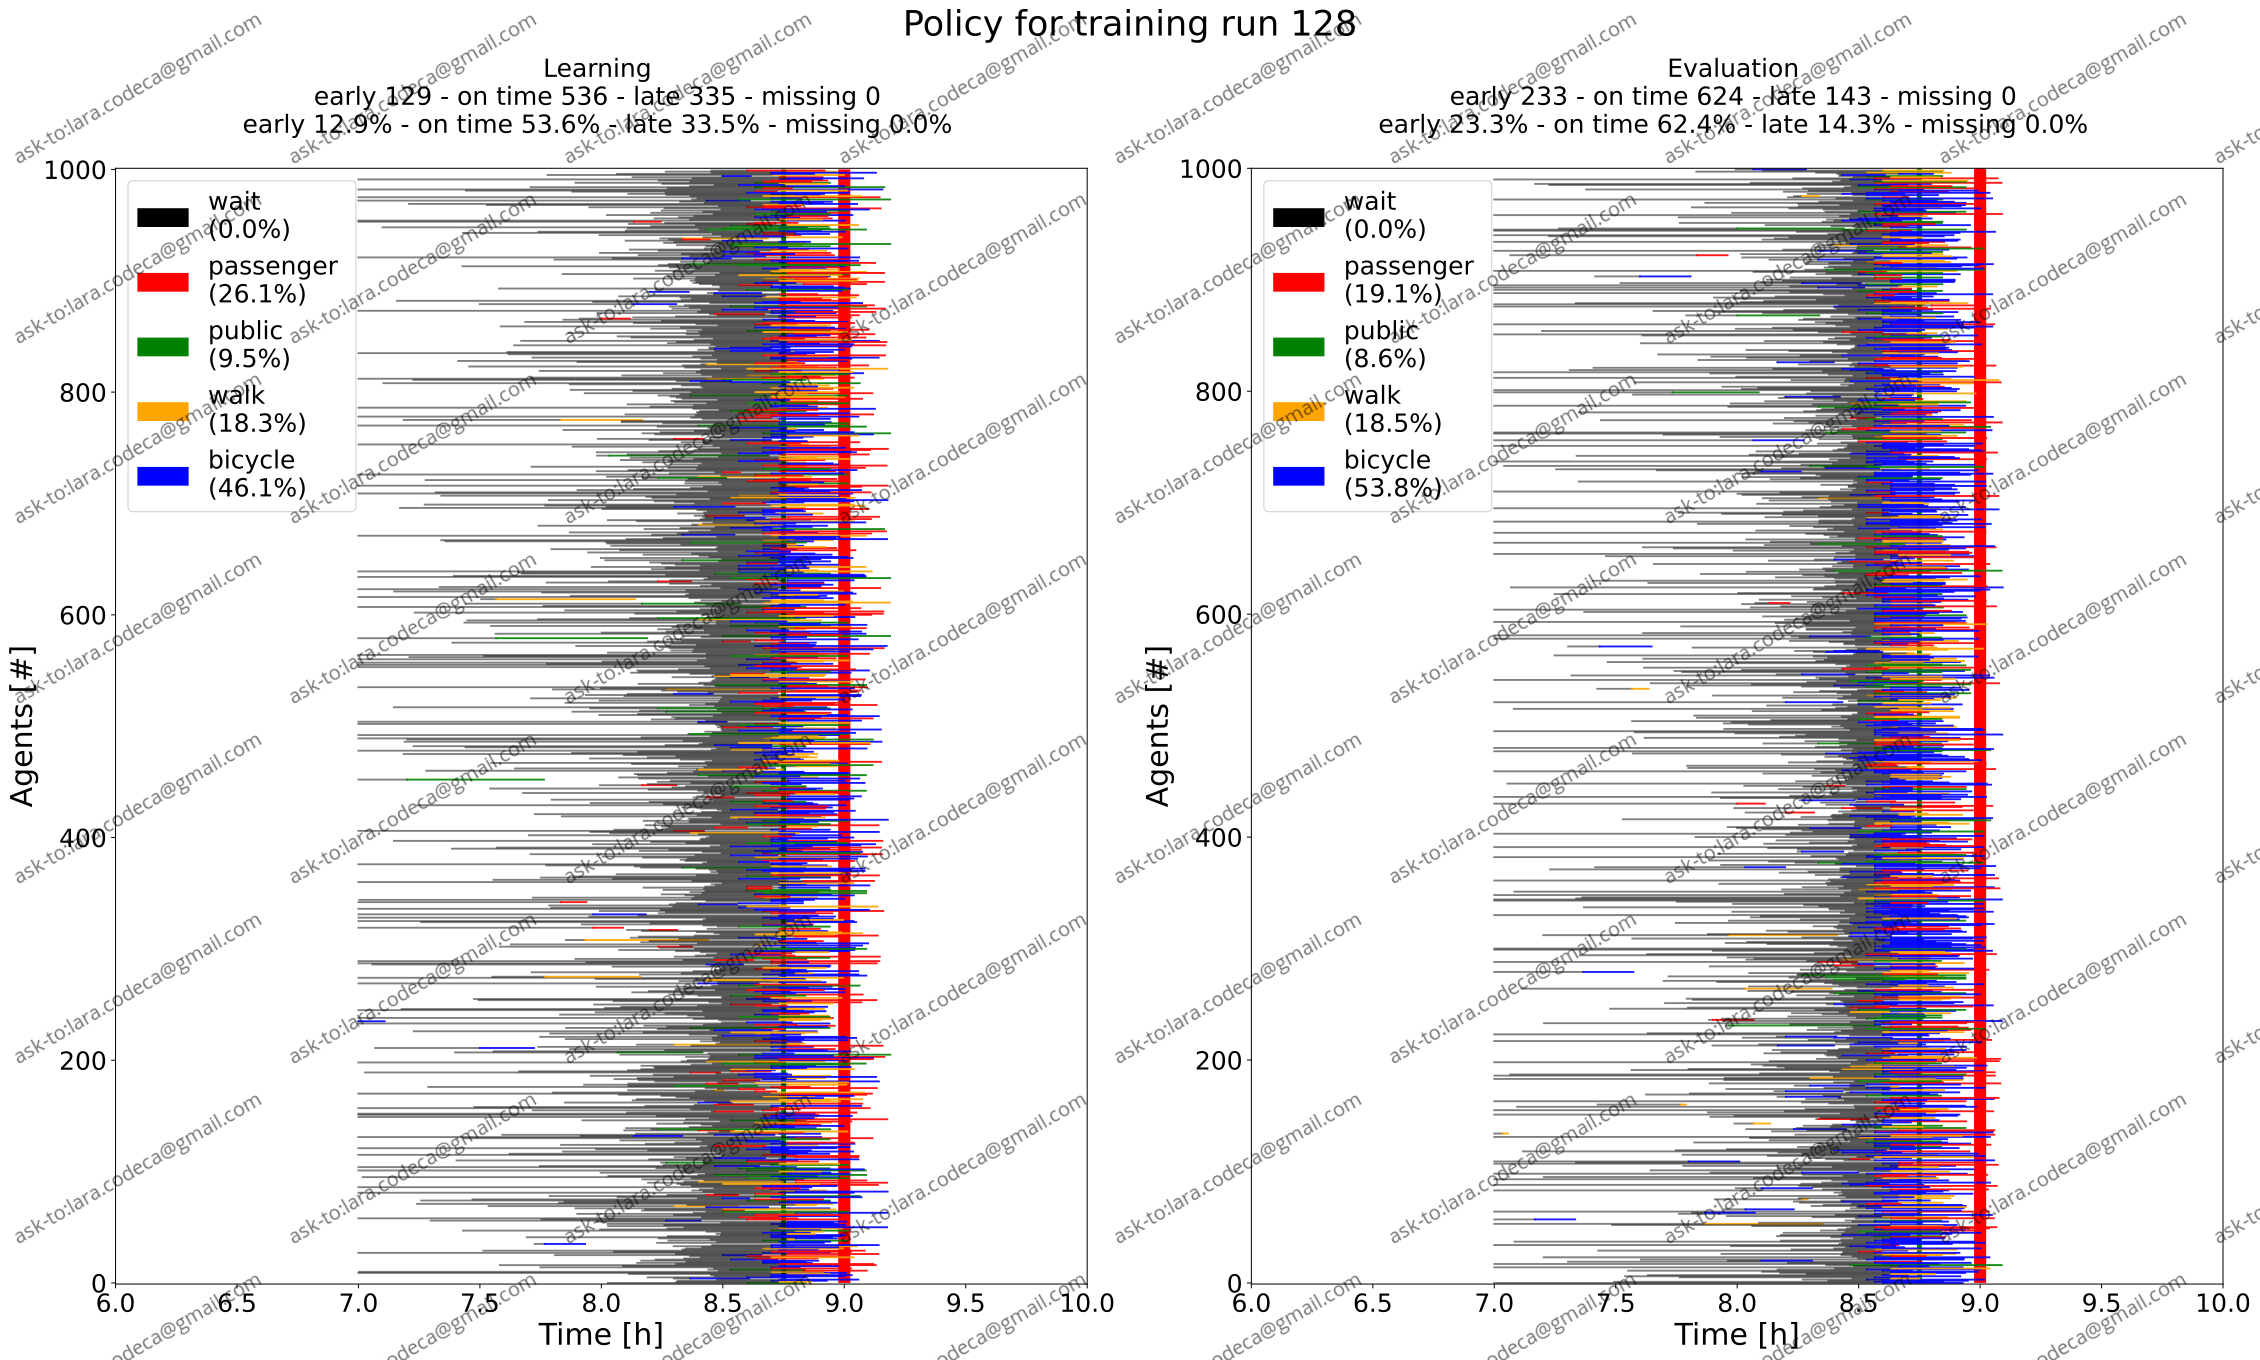 Policy for training run 128
Learning
early 129 - on time 536 - late 335 - missing 0
early 12.9% - on time 53.6% - late 33.5% - missing 0.0%
1000
800
600
400
200
0
Agents [#]
wait
(0.0%)
passenger
(26.1%)
public
(9.5%)
walk
(18.3%)
bicycle
(46.1%)
6.0 6.5 7.0 7.5 8.0 8.5 9.0 9.5 10.0
Time [h]
Evaluation
early 233 - on time 624 - late 143 - missing 0
early 23.3% - on time 62.4% - late 14.3% - missing 0.0%
1000
800
600
400
200
0
Agents [#]
wait
(0.0%)
passenger
(19.1%)
public
(8.6%)
walk
(18.5%)
bicycle
(53.8%)
6.0 6.5 7.0 7.5 8.0 8.5 9.0 9.5 10.0
Time [h]
ask-to:lara.codeca@gmail.com